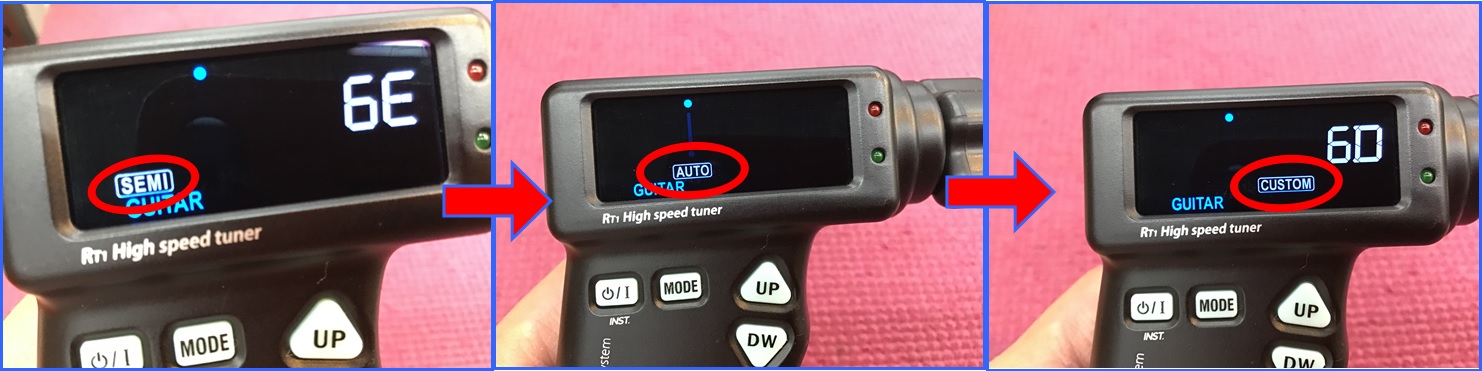 6E
SEMI
GUITAR
RT1 High speed tuner
⏻/I
MODE
UP
AUTO
GUITAR
RT1 High speed tuner
⏻/I
MODE
UP
INST.
DW
6D
CUSTOM
GUITAR
RT1 High speed tuner
⏻/I
MODE
UP
INST.
DW